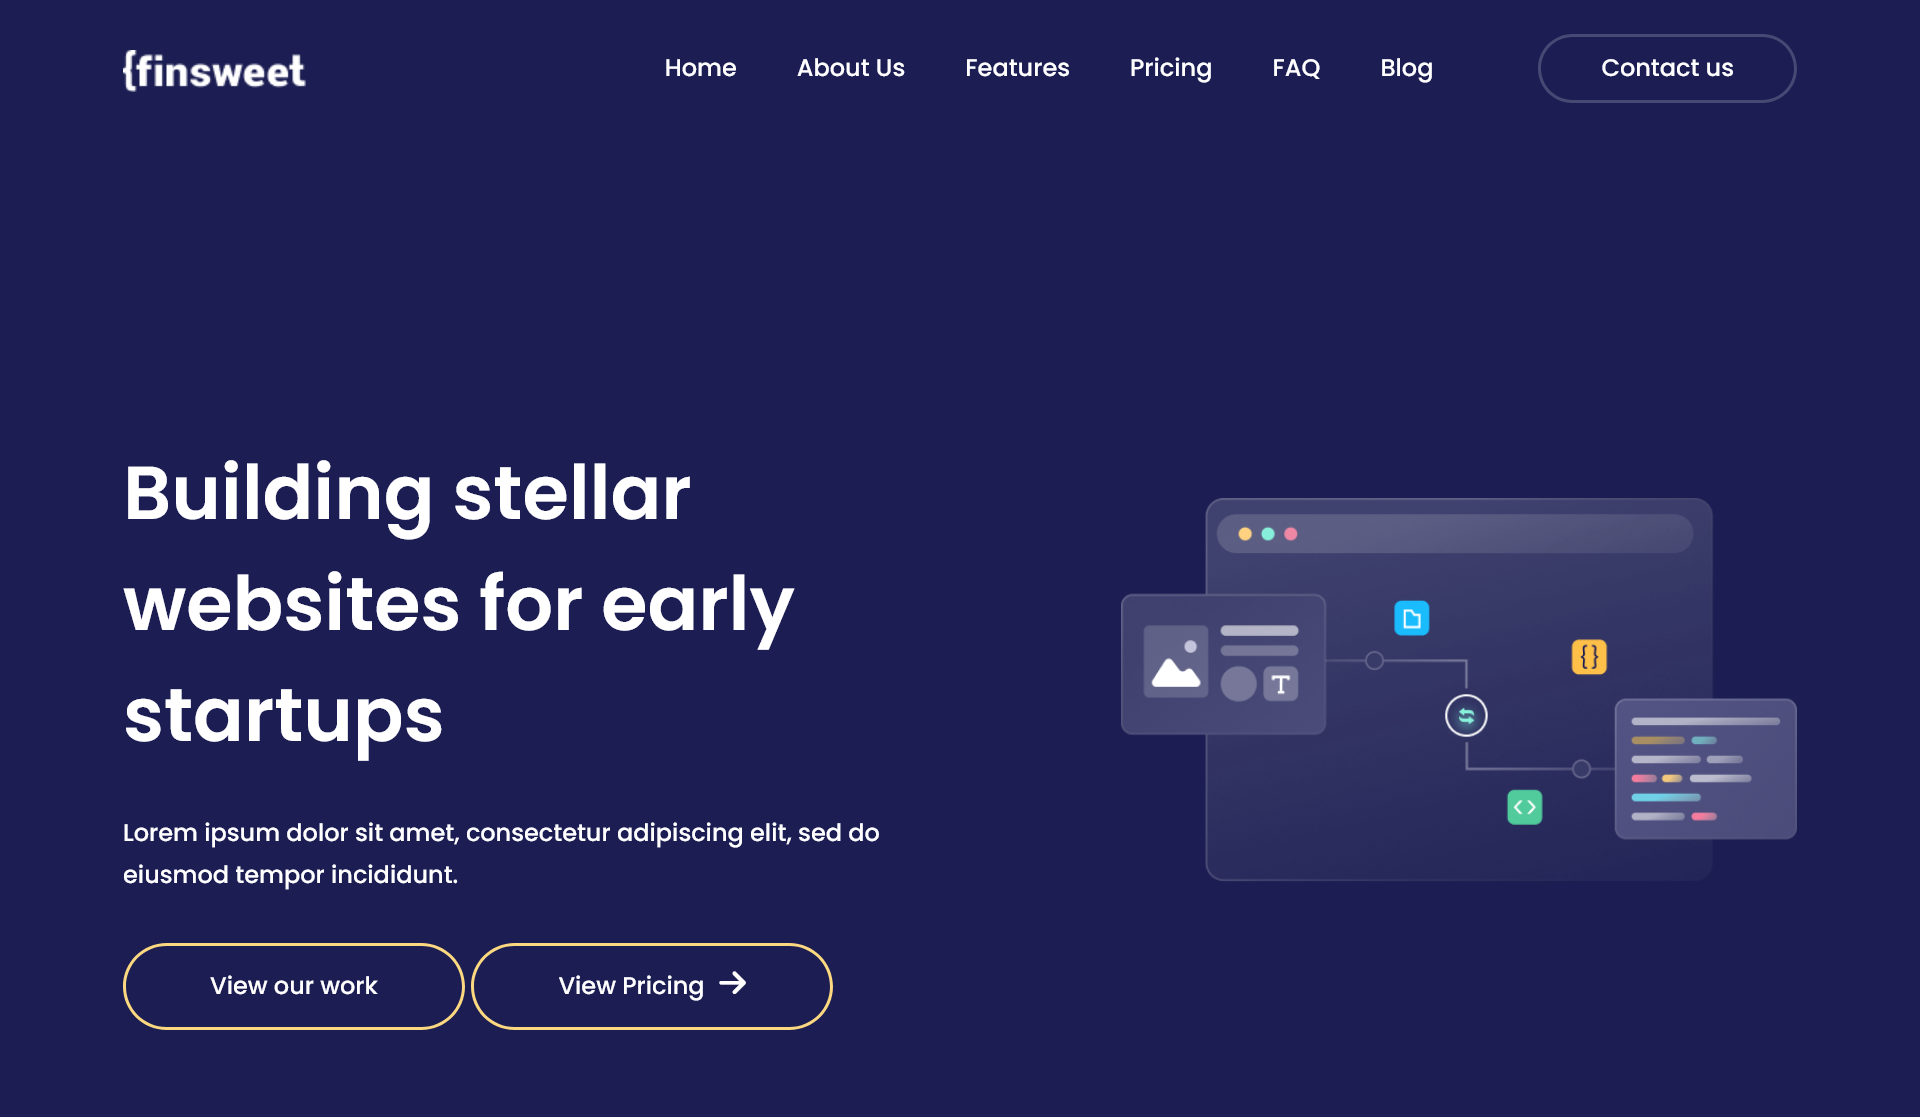 {finsweet
Home About Us Features Pricing FAQ Blog Contact us
Building stellar
websites for early
startups
T
{}
<>
Lorem ipsum dolor sit amet, consectetur adipiscing elit, sed do
eiusmod tempor incididunt.
View our work View Pricing →